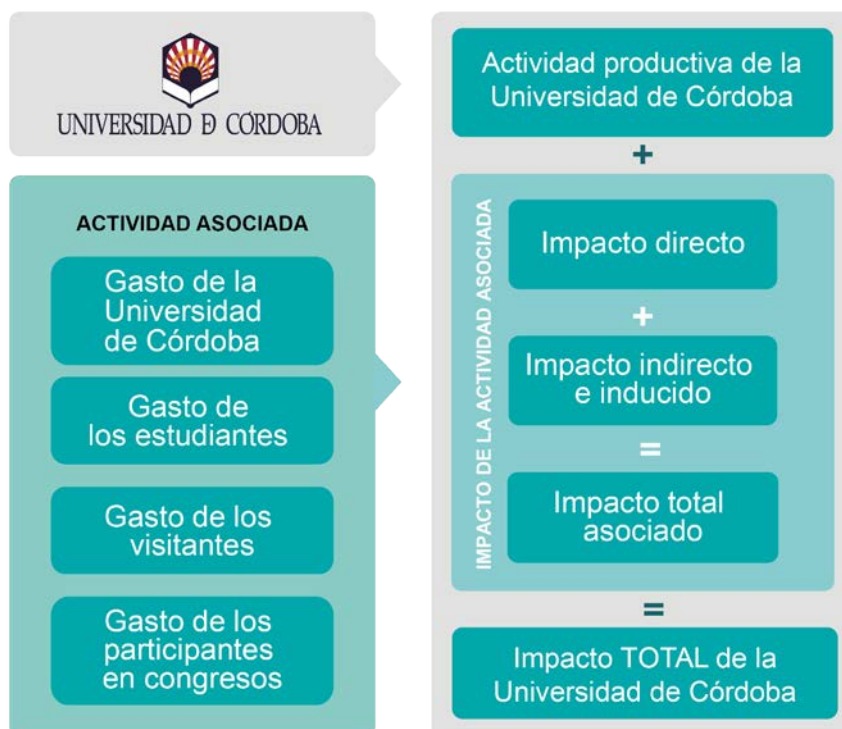 UNIVERSIDAD Ð CÓRDOBA
ACTIVIDAD ASOCIADA
Gasto de la
Universidad
de Córdoba
Gasto de
los estudiantes
Gasto de los
visitantes
Gasto de los
participantes
en congresos
Actividad productiva de la
Universidad de Córdoba
+
IMPACTO DE LA ACTIVIDAD ASOCIADA
Impacto directo
+
Impacto indirecto
e inducido
=
Impacto total
asociado
=
Impacto TOTAL de la
Universidad de Córdoba